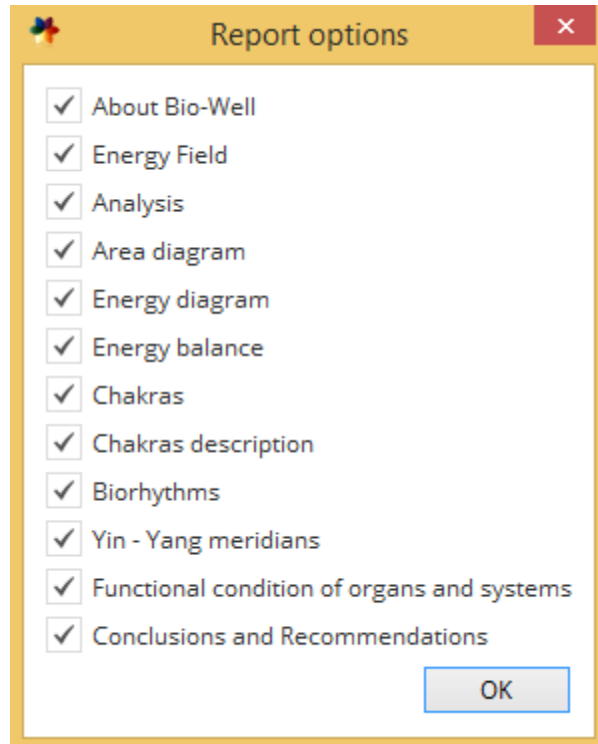 Report options
About Bio-Well
Energy Field
Analysis
Area diagram
Energy diagram
Energy balance
Chakras
Chakras description
Biorhythms
Yin - Yang meridians
Functional condition of organs and systems
Conclusions and Recommendations
OK